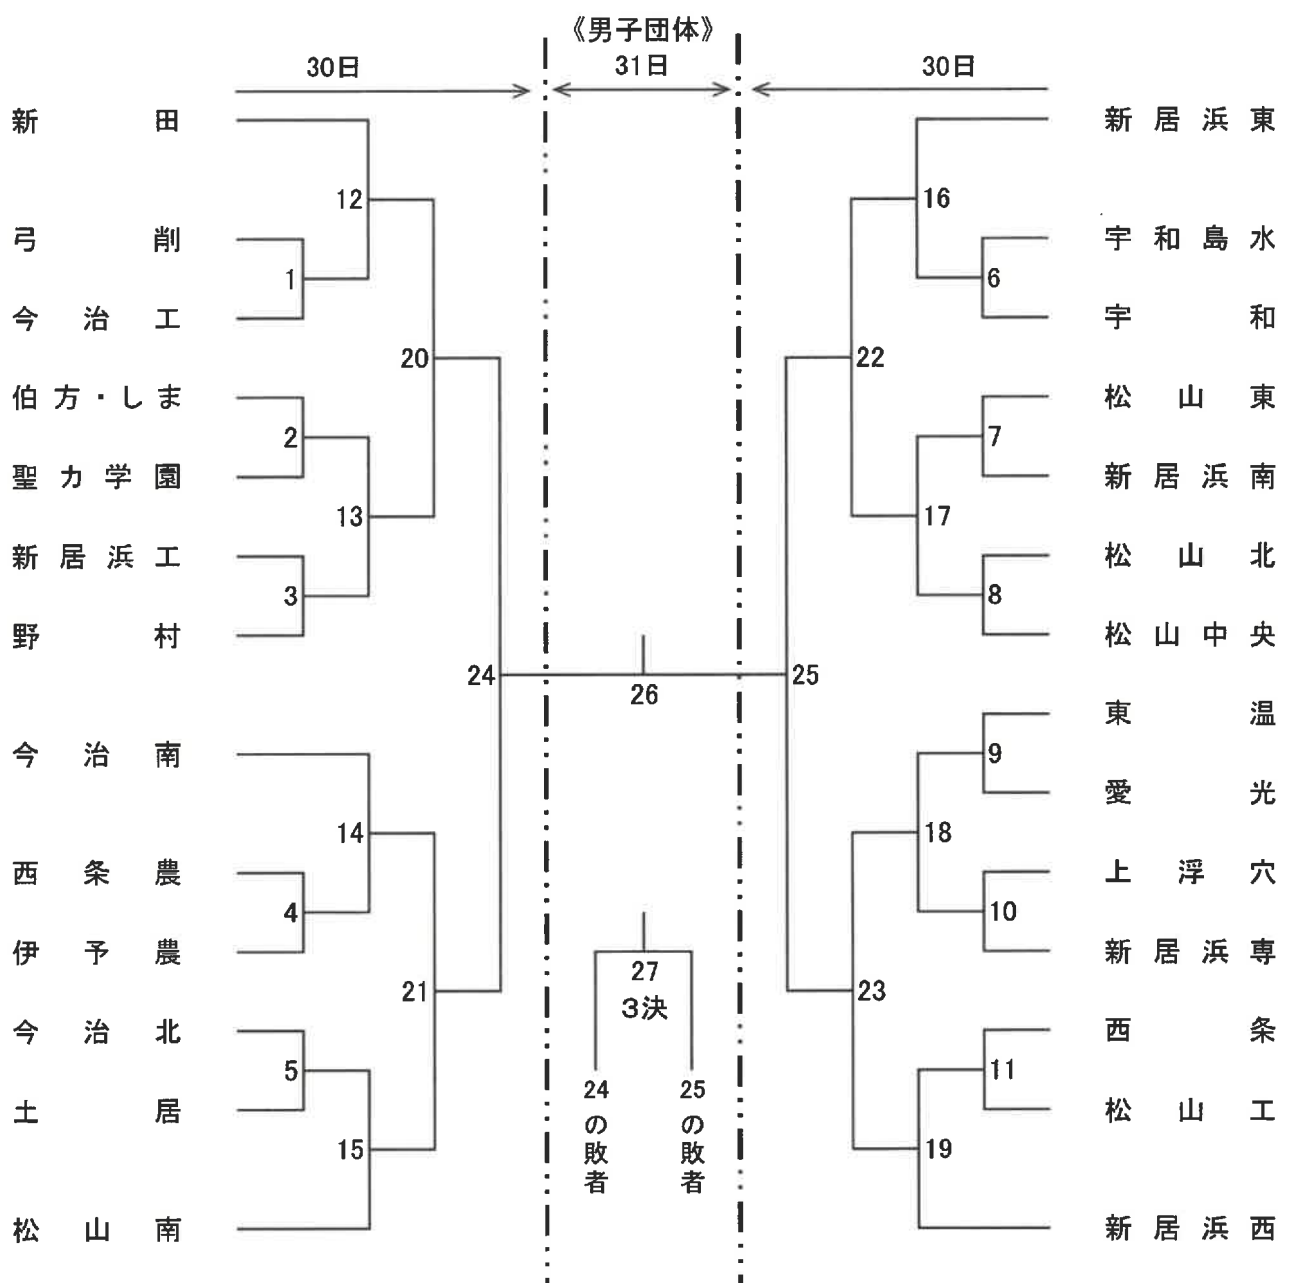 《男子団体》
30日
31日
30日
新田
弓削
今治工
伯方・しま
聖カ学園
新居浜工
野村
今治南
西条農
伊予農
今治北
土居
松山南
12
1
20
2
13
3
24
14
4
21
5
15
26
27
3決
24の敗者
25の敗者
16
6
22
7
17
8
25
9
18
10
23
11
19
新居浜東
宇和島水
宇和
松山東
新居浜南
松山北
松山中央
東温
愛光
上浮穴
新居浜専
西条
松山工
新居浜西